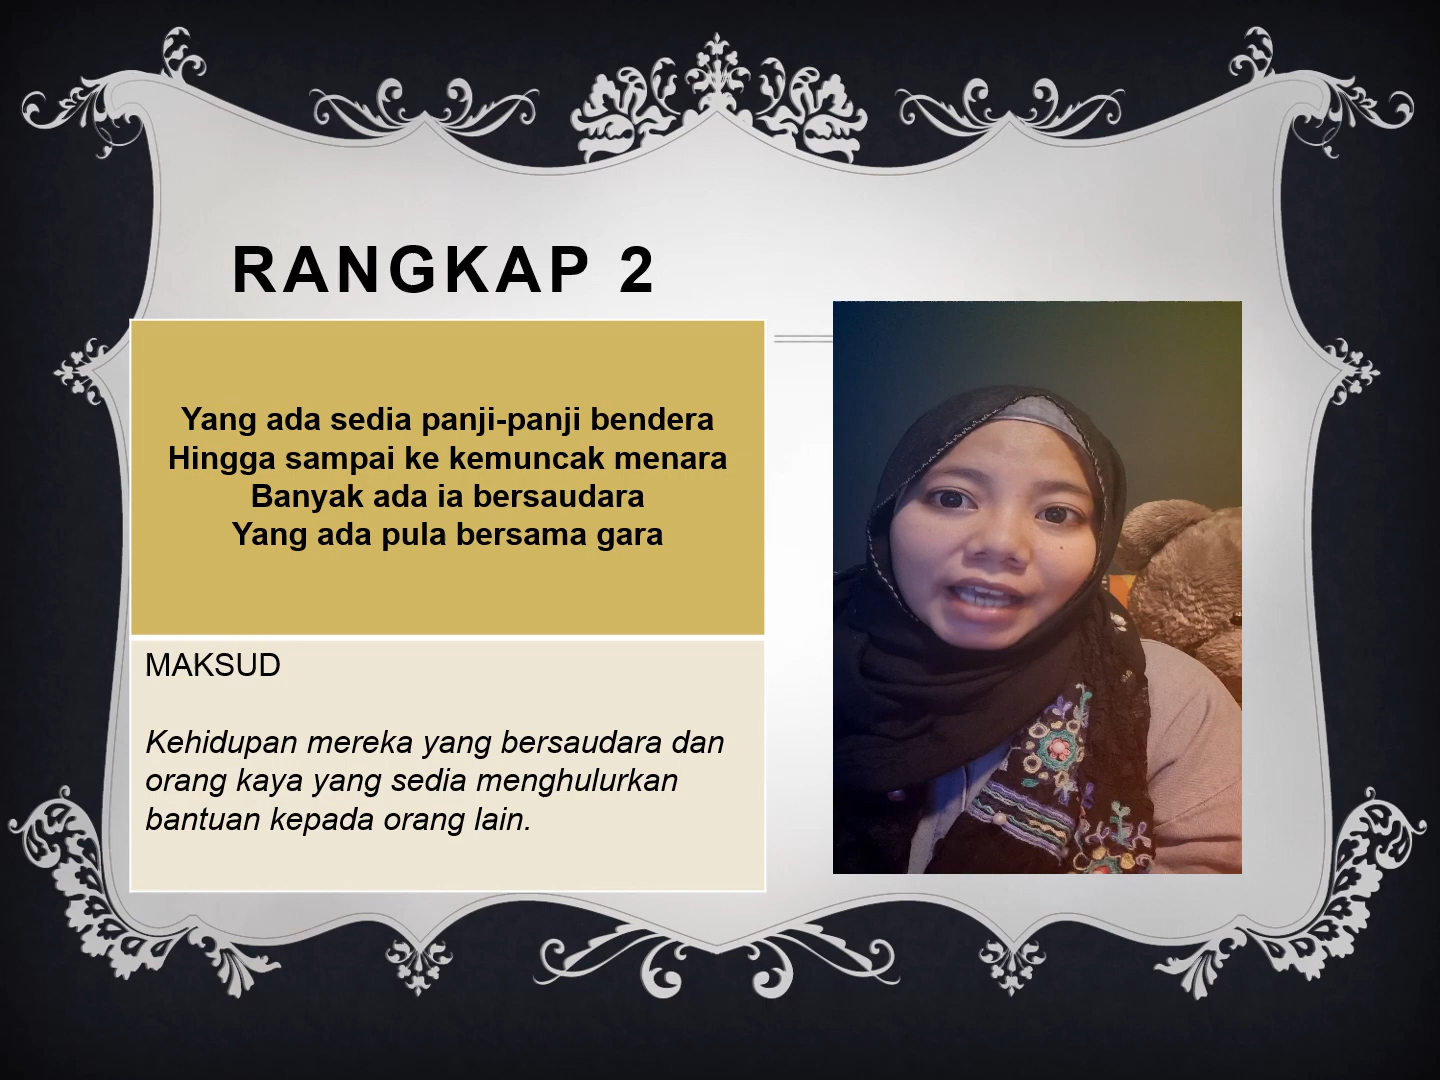 RANGKAP 2
Yang ada sedia panji-panji bendera
Hingga sampai ke kemuncak menara
Banyak ada ia bersaudara
Yang ada pula bersama gara
MAKSUD
Kehidupan mereka yang bersaudara dan
orang kaya yang sedia menghulurkan
bantuan kepada orang lain.